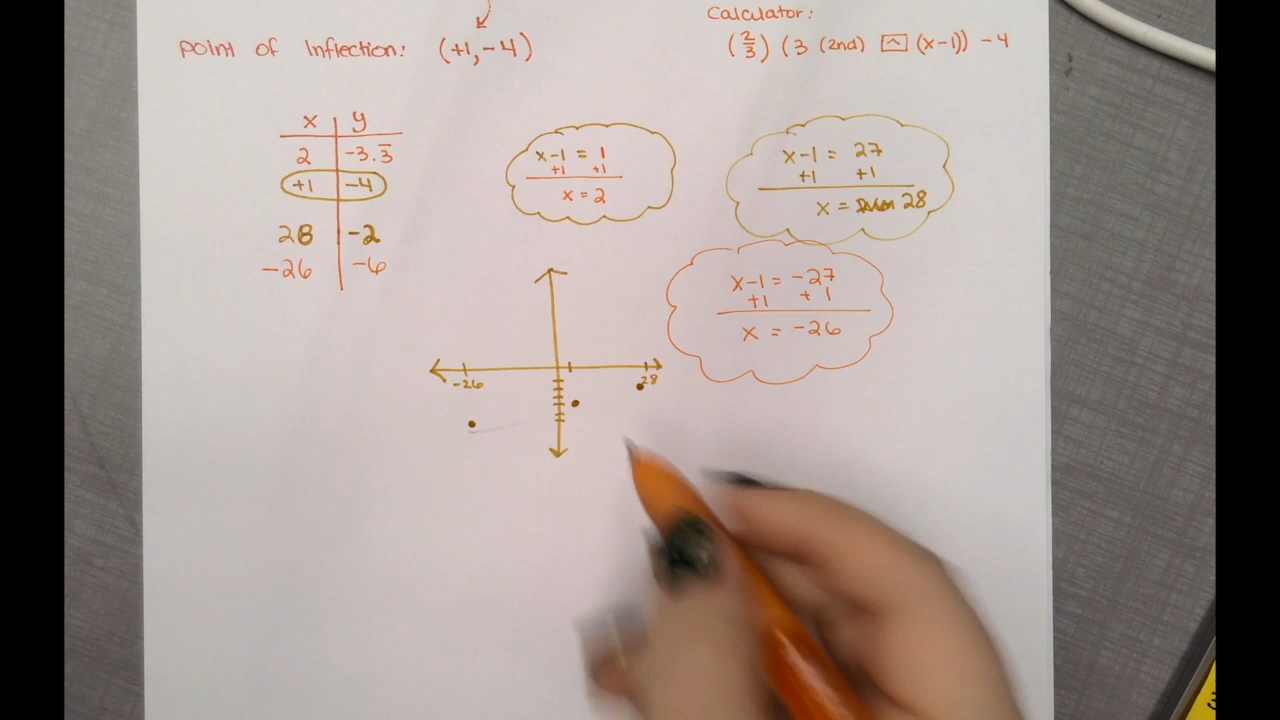 Calculator:
Point of Inflection: (+1, -4)
(2/3) (3 (2nd) [^] (x-1)) -4
x | y
2 | -3.3̅
+1 | -4
28 | -2
-26 | -6
x-1 = 1
+1 +1
x = 2
x-1 = 27
+1 +1
x = 28
x-1 = -27
+1 +1
x = -26
-26
28